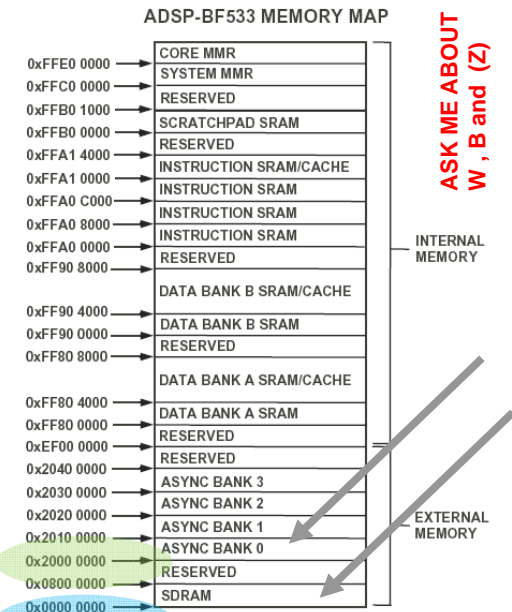 ADSP-BF533 MEMORY MAP
ASK ME ABOUT
W , B and (Z)
CORE MMR
0xFFE0 0000
SYSTEM MMR
0xFFC0 0000
RESERVED
0xFFB0 1000
SCRATCHPAD SRAM
0xFFB0 0000
RESERVED
0xFFA1 4000
INSTRUCTION SRAM/CACHE
0xFFA1 0000
INSTRUCTION SRAM
0xFFA0 C000
INSTRUCTION SRAM
0xFFA0 8000
INSTRUCTION SRAM
0xFFA0 0000
RESERVED
0xFF90 8000
DATA BANK B SRAM/CACHE
0xFF90 4000
DATA BANK B SRAM
0xFF90 0000
RESERVED
0xFF80 8000
DATA BANK A SRAM/CACHE
0xFF80 4000
DATA BANK A SRAM
0xFF80 0000
RESERVED
0xEF00 0000
RESERVED
0x2040 0000
ASYNC BANK 3
0x2030 0000
ASYNC BANK 2
0x2020 0000
ASYNC BANK 1
0x2010 0000
ASYNC BANK 0
0x2000 0000
RESERVED
0x0800 0000
SDRAM
0x0000 0000
INTERNAL
MEMORY
EXTERNAL
MEMORY